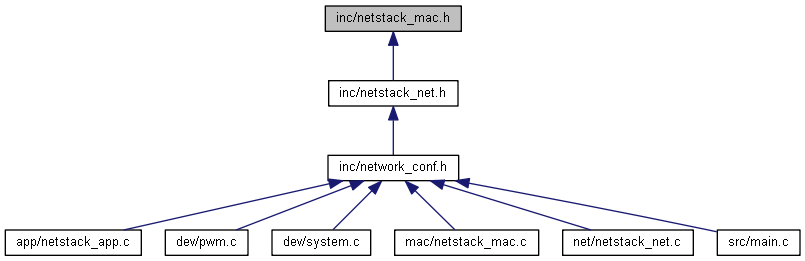 inc/netstack_mac.h
inc/netstack_net.h
inc/network_conf.h
app/netstack_app.c
dev/pwm.c
dev/system.c
mac/netstack_mac.c
net/netstack_net.c
src/main.c